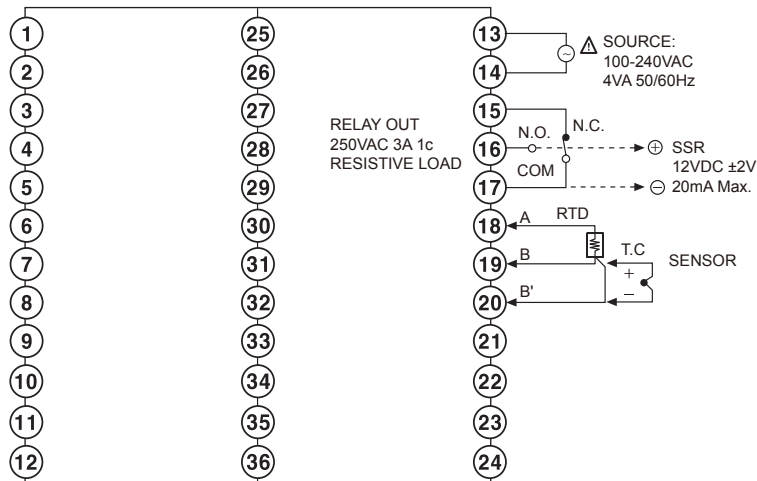 1
2
3
4
5
6
7
8
9
10
11
12
25
26
27
28
29
30
31
32
33
34
35
36
13
14
15
16
17
18
19
20
21
22
23
24
SOURCE:
100-240VAC
4VA 50/60Hz
RELAY OUT
250VAC 3A 1c
RESISTIVE LOAD
N.O.
N.C.
COM
SSR
12VDC ±2V
20mA Max.
A
RTD
B
B'
T.C
+
−
SENSOR